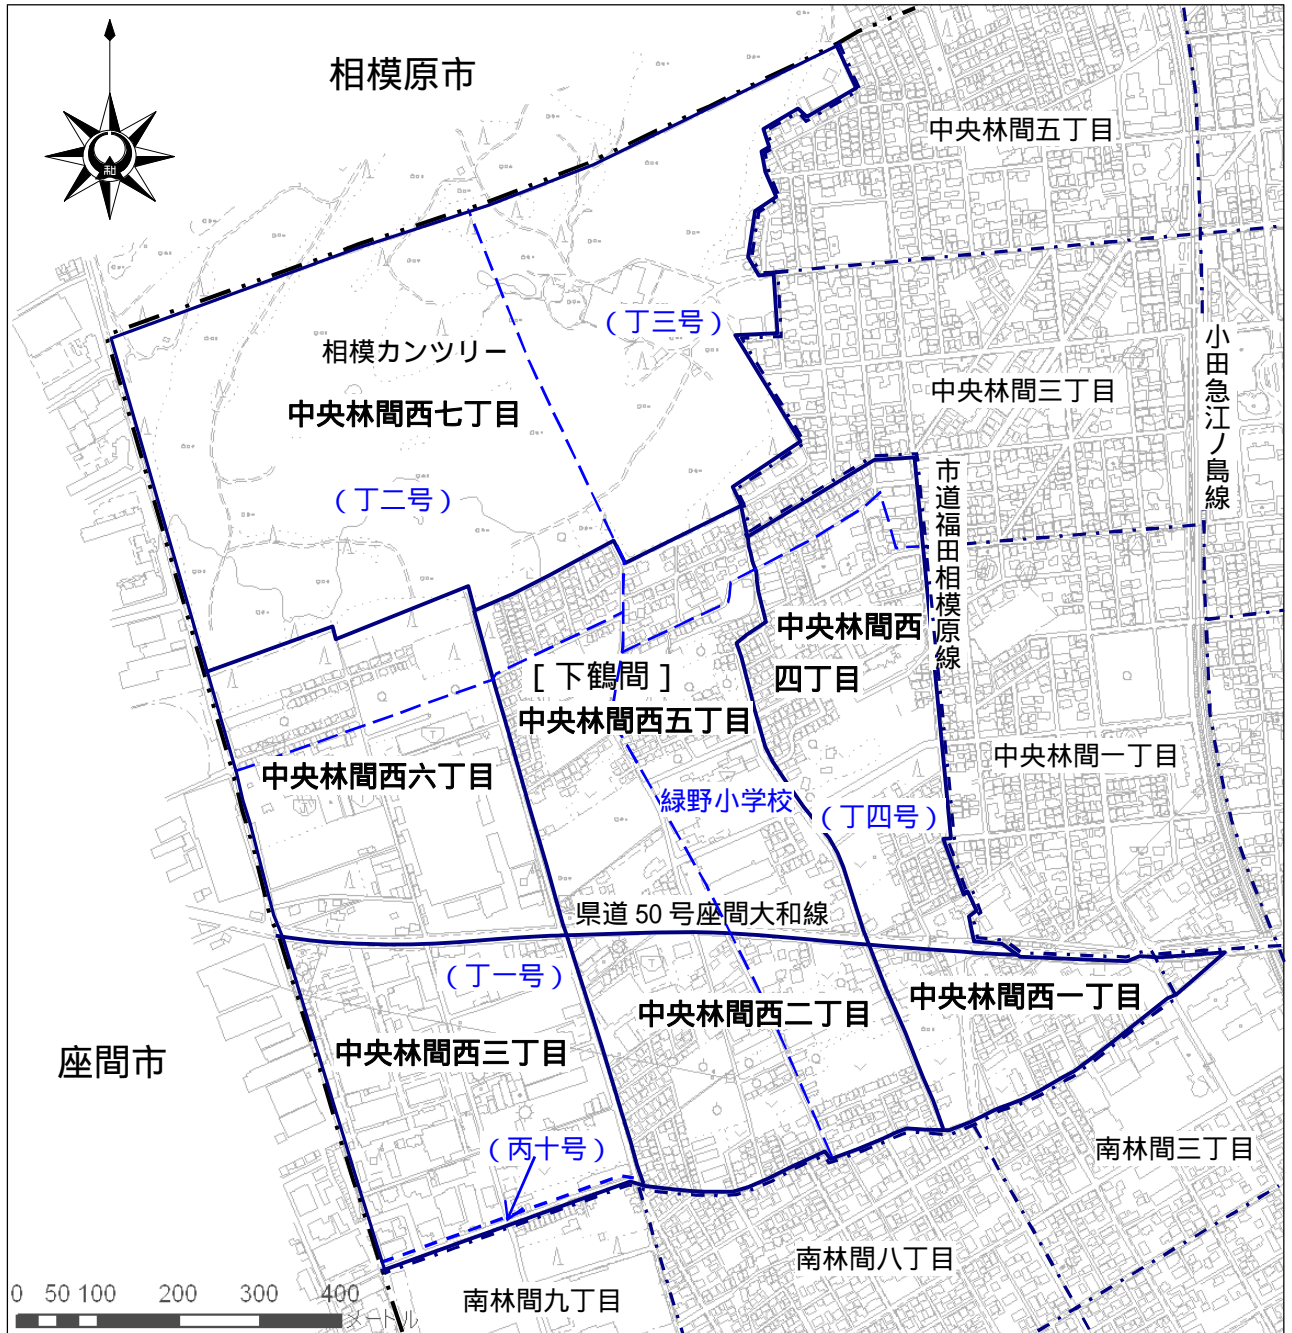 相模原市
中央林間五丁目
和
(丁三号)
小田急江ノ島線
相模カンツリー
中央林間三丁目
中央林間西七丁目
市道福田相模原線
(丁二号)
中央林間西
四丁目
[下鶴間]
中央林間西五丁目
中央林間一丁目
中央林間西六丁目
緑野小学校
(丁四号)
県道50号座間大和線
(丁一号)
中央林間西一丁目
中央林間西二丁目
中央林間西三丁目
座間市
(丙十号)
南林間三丁目
南林間八丁目
南林間九丁目
0 50 100 200 300 400
メートル